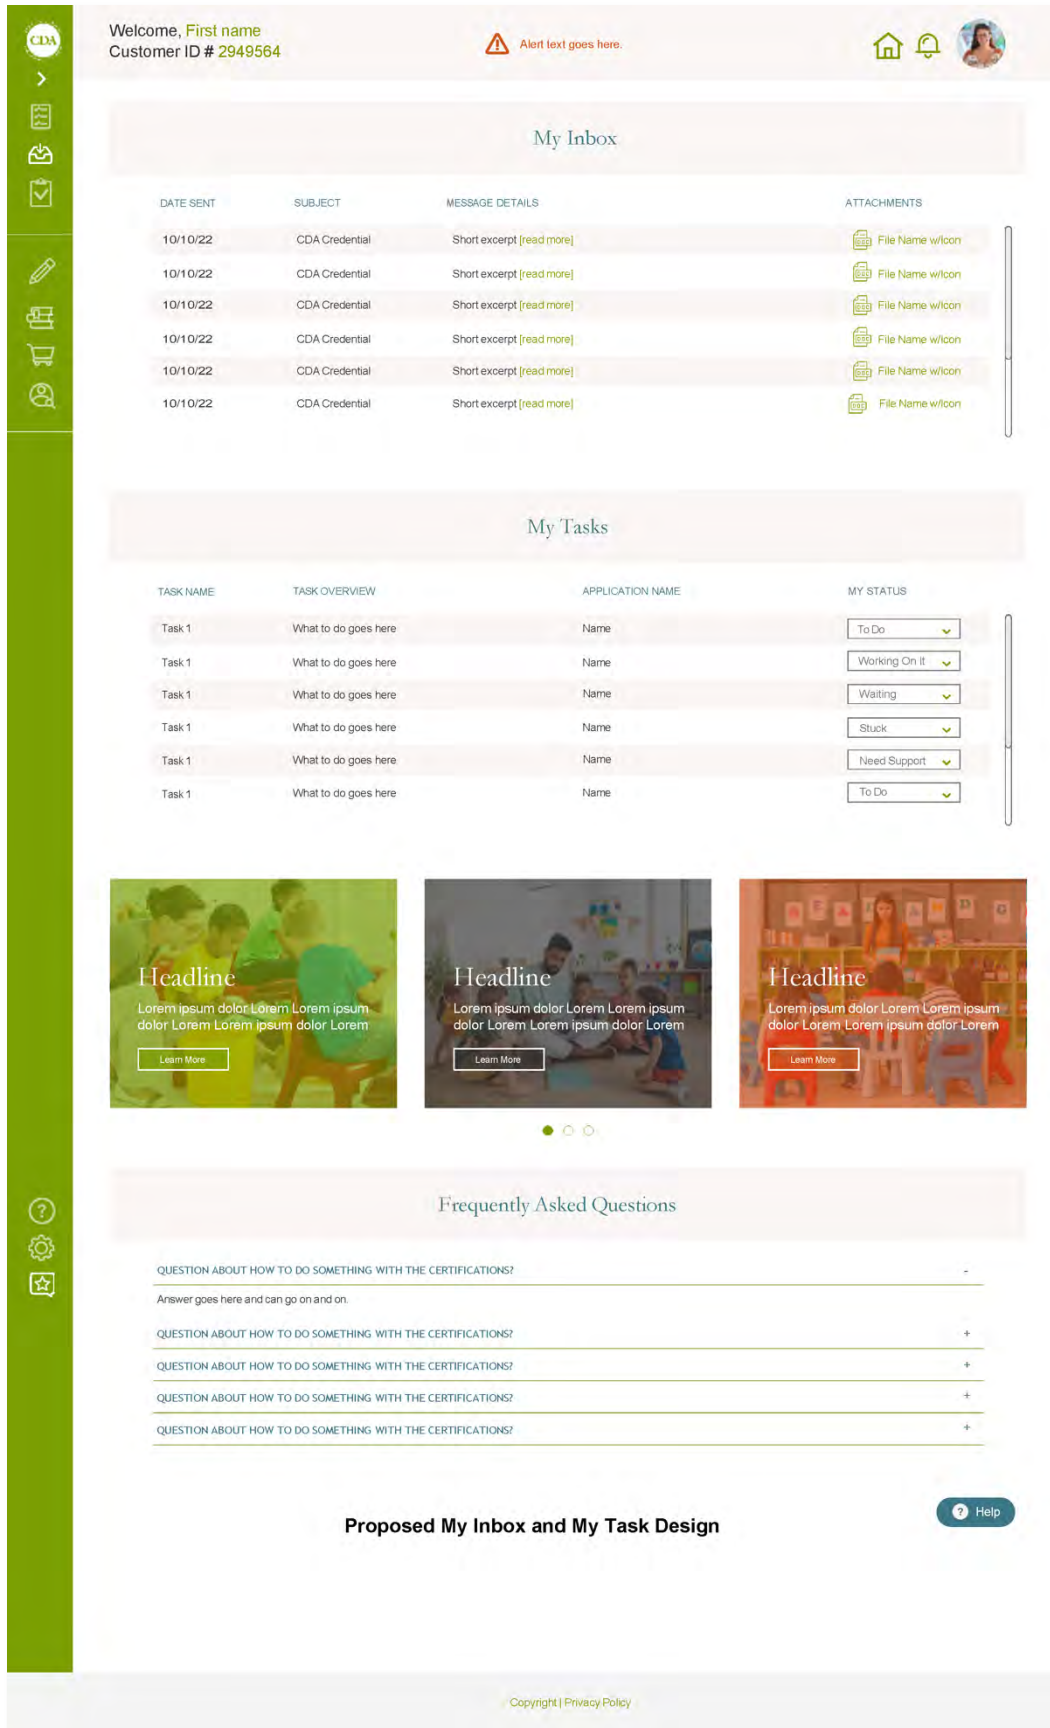 CDA
Welcome, First name
Customer ID # 2949564
Alert text goes here.
My Inbox
DATE SENT SUBJECT MESSAGE DETAILS ATTACHMENTS
10/10/22 CDA Credential Short excerpt [read more] DOC File Name w/Icon
10/10/22 CDA Credential Short excerpt [read more] DOC File Name w/Icon
10/10/22 CDA Credential Short excerpt [read more] DOC File Name w/Icon
10/10/22 CDA Credential Short excerpt [read more] DOC File Name w/Icon
10/10/22 CDA Credential Short excerpt [read more] DOC File Name w/Icon
10/10/22 CDA Credential Short excerpt [read more] DOC File Name w/Icon
My Tasks
TASK NAME TASK OVERVIEW APPLICATION NAME MY STATUS
Task 1 What to do goes here Name To Do
Task 1 What to do goes here Name Working On It
Task 1 What to do goes here Name Waiting
Task 1 What to do goes here Name Stuck
Task 1 What to do goes here Name Need Support
Task 1 What to do goes here Name To Do
Headline
Lorem ipsum dolor Lorem Lorem ipsum
dolor Lorem Lorem ipsum dolor Lorem
Learn More
Headline
Lorem ipsum dolor Lorem Lorem ipsum
dolor Lorem Lorem ipsum dolor Lorem
Learn More
Headline
Lorem ipsum dolor Lorem Lorem ipsum
dolor Lorem Lorem ipsum dolor Lorem
Learn More
Frequently Asked Questions
QUESTION ABOUT HOW TO DO SOMETHING WITH THE CERTIFICATIONS? -
Answer goes here and can go on and on.
QUESTION ABOUT HOW TO DO SOMETHING WITH THE CERTIFICATIONS? +
QUESTION ABOUT HOW TO DO SOMETHING WITH THE CERTIFICATIONS? +
QUESTION ABOUT HOW TO DO SOMETHING WITH THE CERTIFICATIONS? +
QUESTION ABOUT HOW TO DO SOMETHING WITH THE CERTIFICATIONS? +
? Help
Proposed My Inbox and My Task Design
Copyright | Privacy Policy